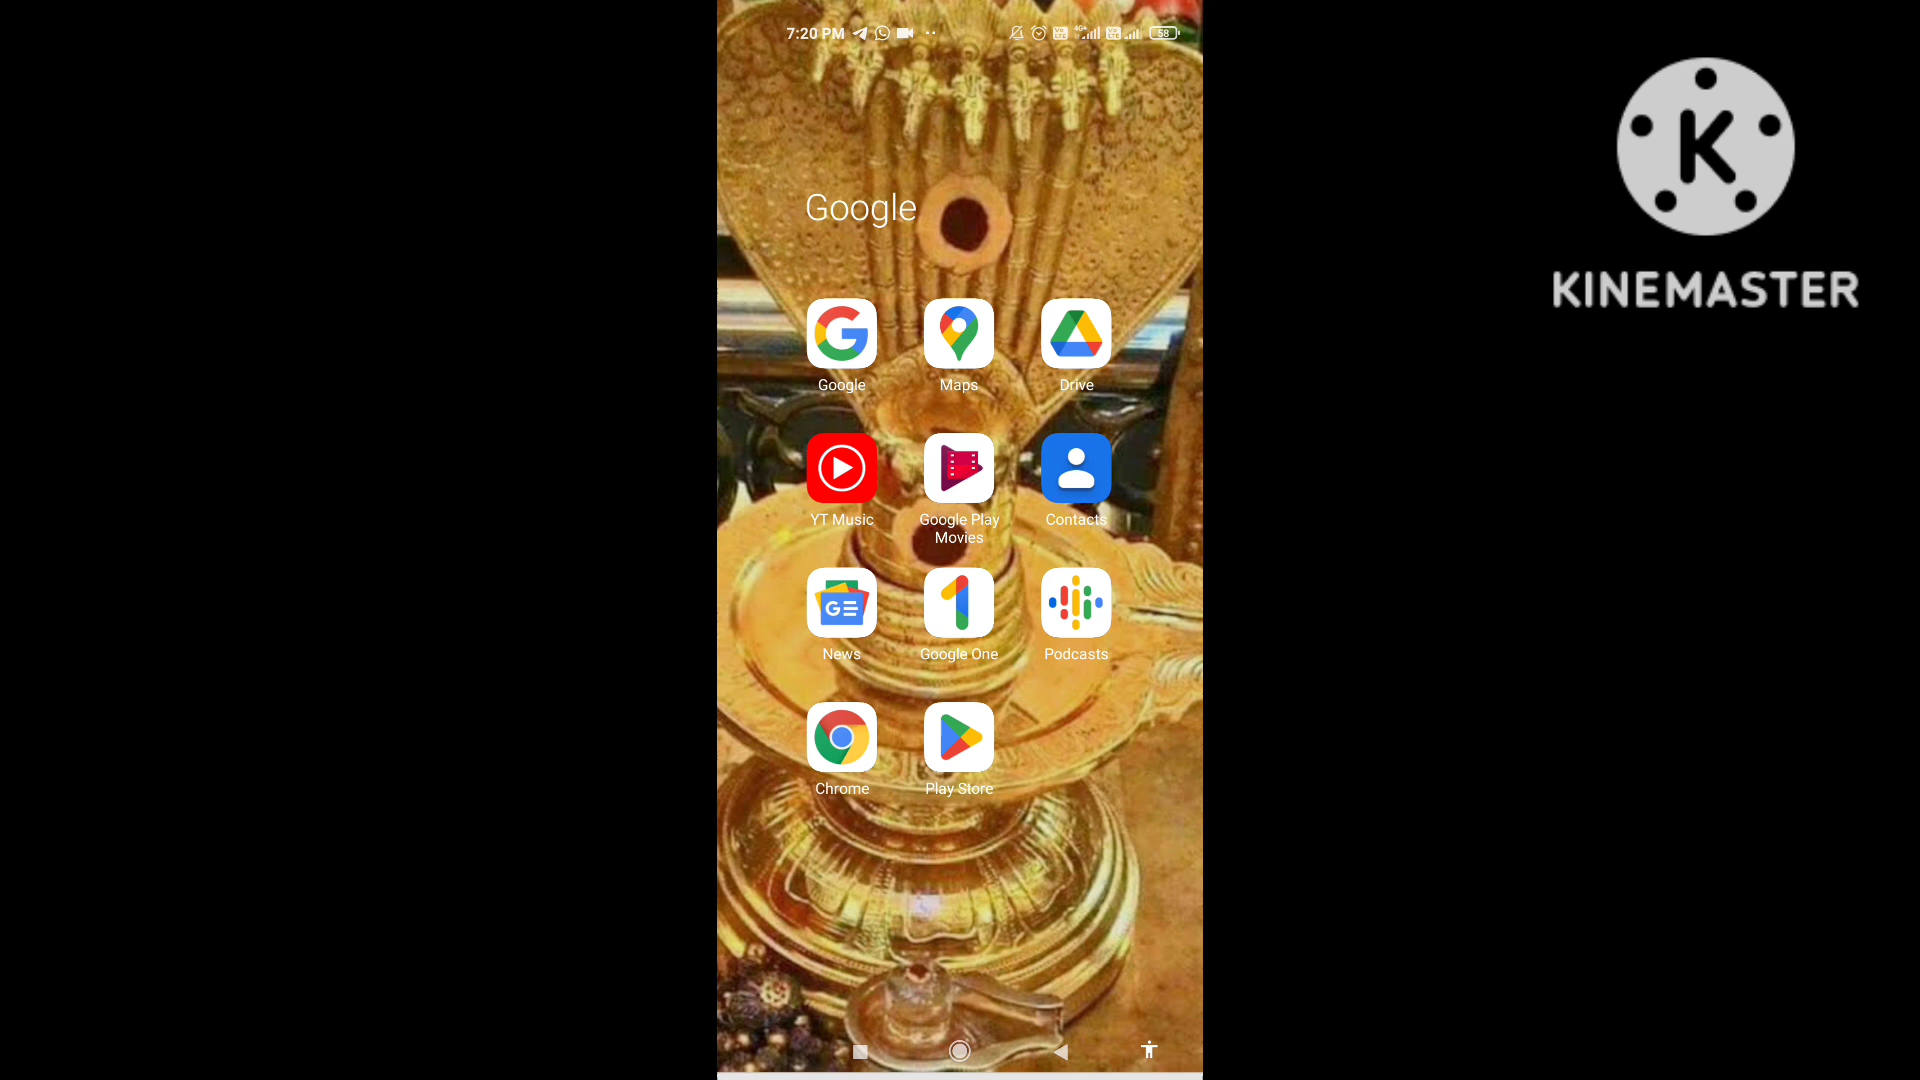 7:20 PM
58
Google
Google Maps Drive
YT Music Google Play Movies Contacts
News Google One Podcasts
Chrome Play Store
K
KINEMASTER